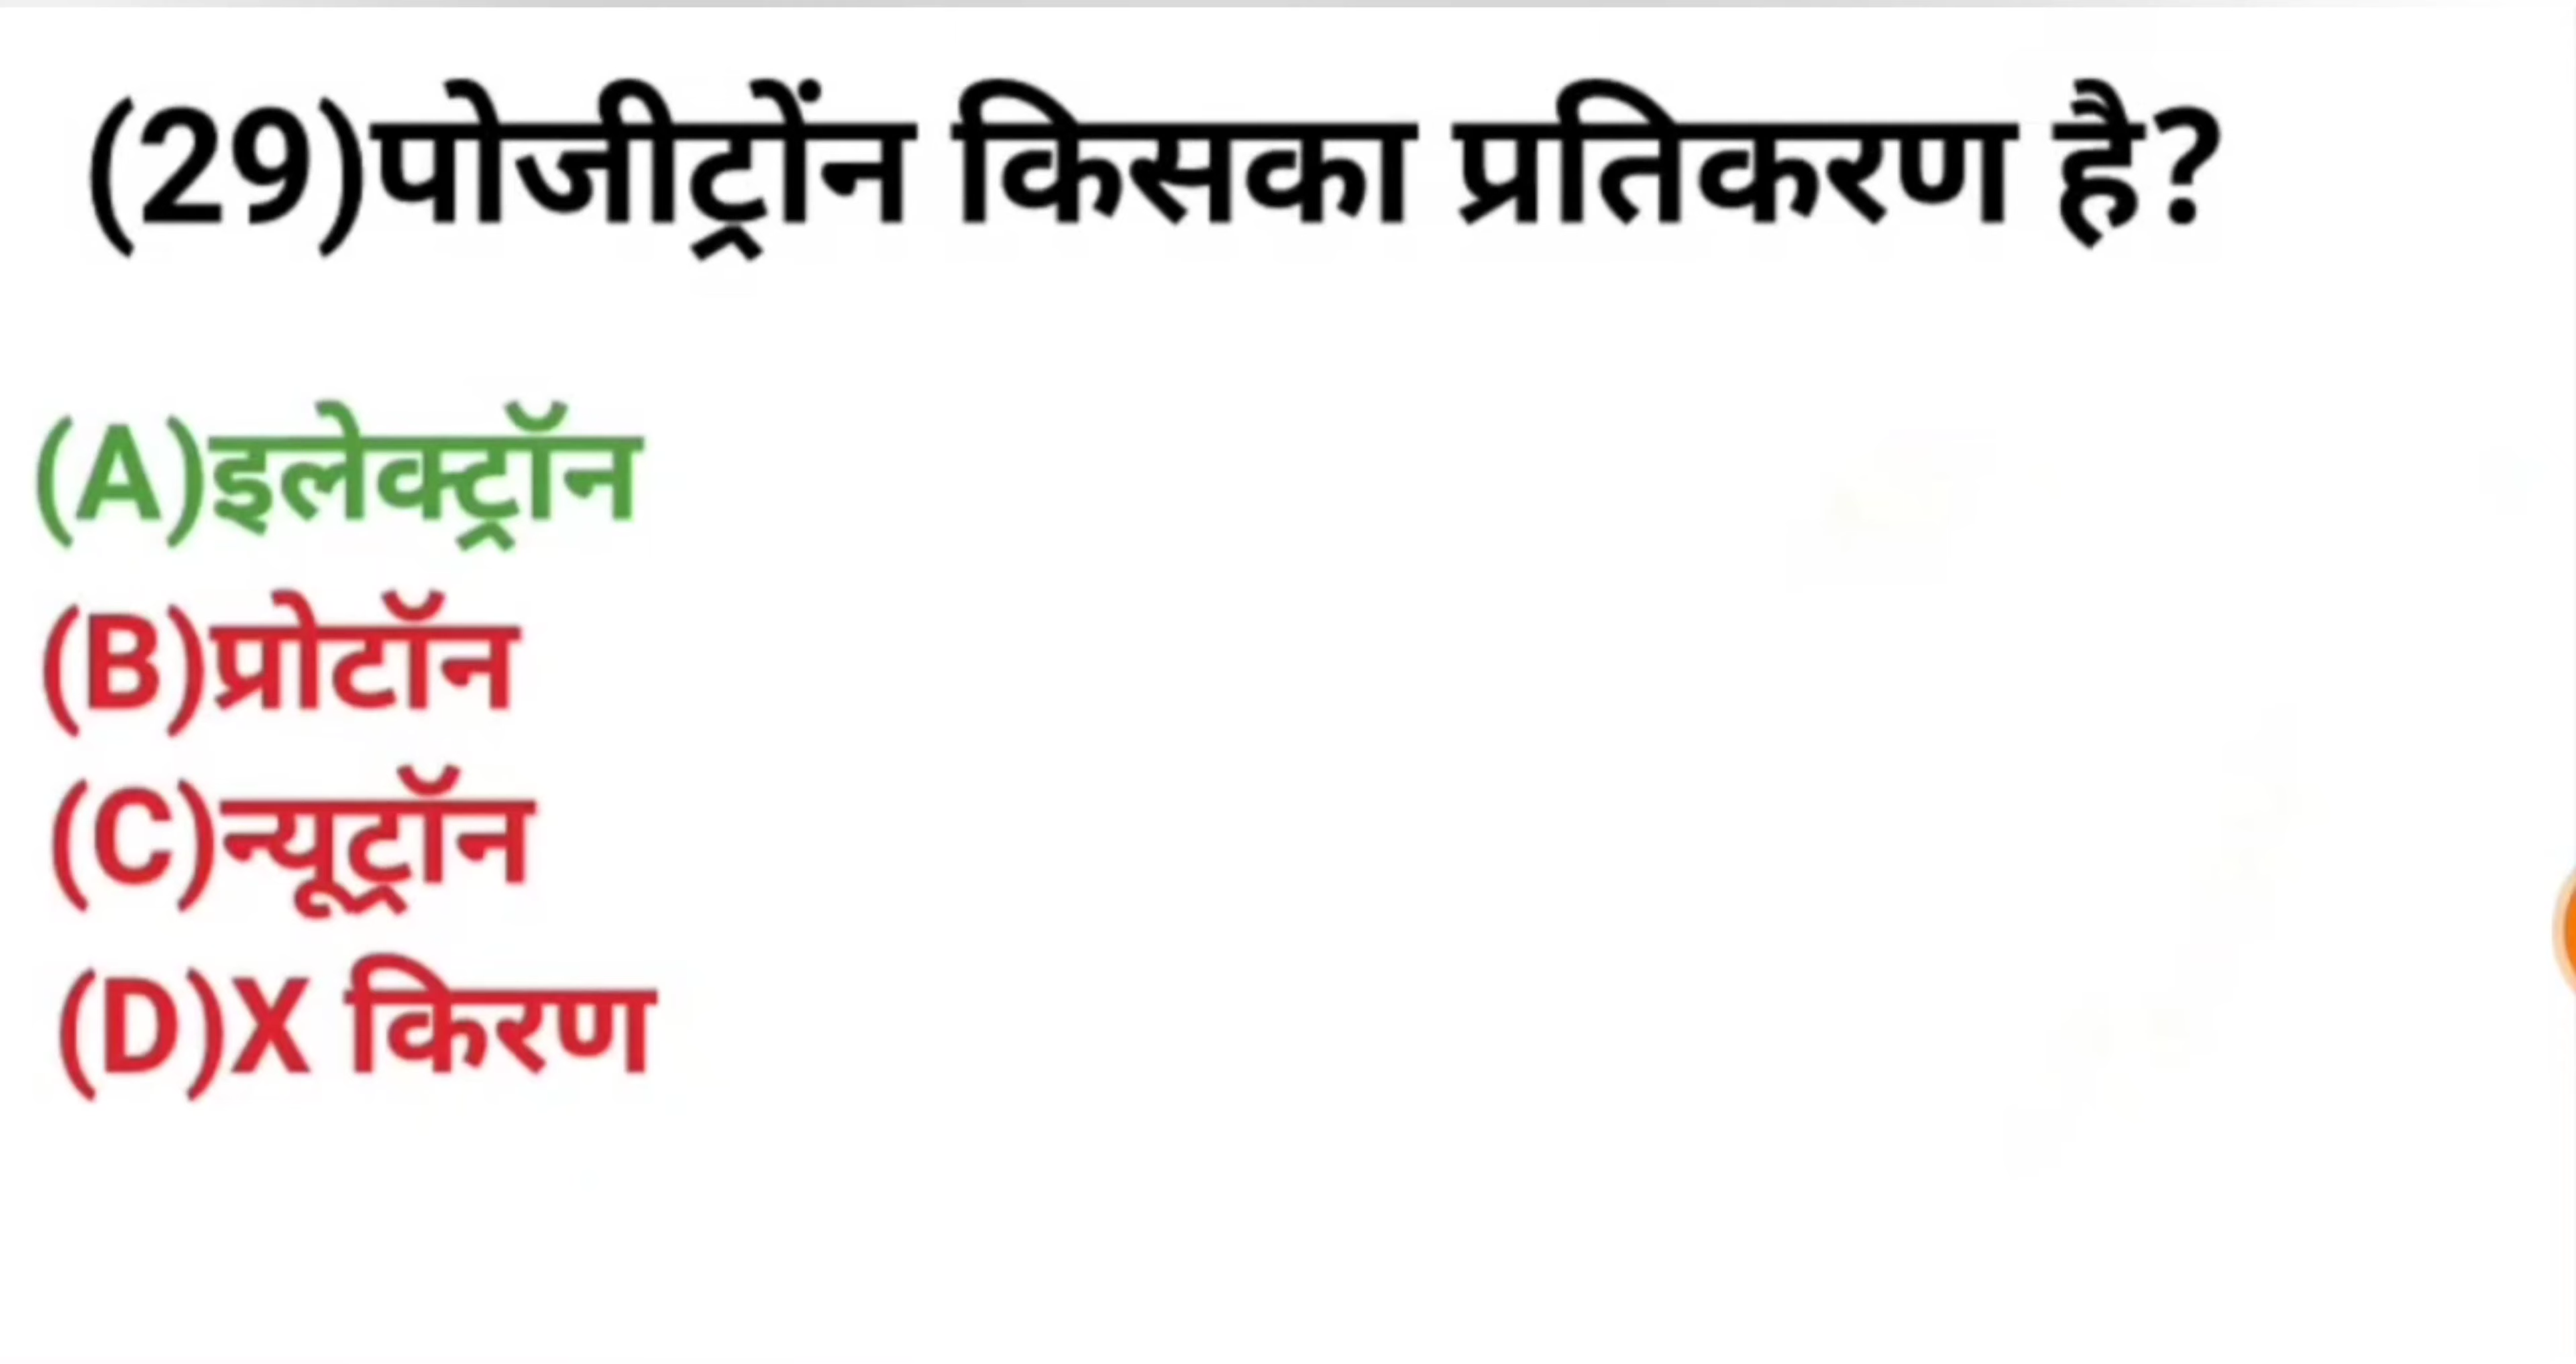 (29)पोजीट्रोंन किसका प्रतिकरण है?
(A)इलेक्ट्रॉन
(B)प्रोटॉन
(C)न्यूट्रॉन
(D)X किरण